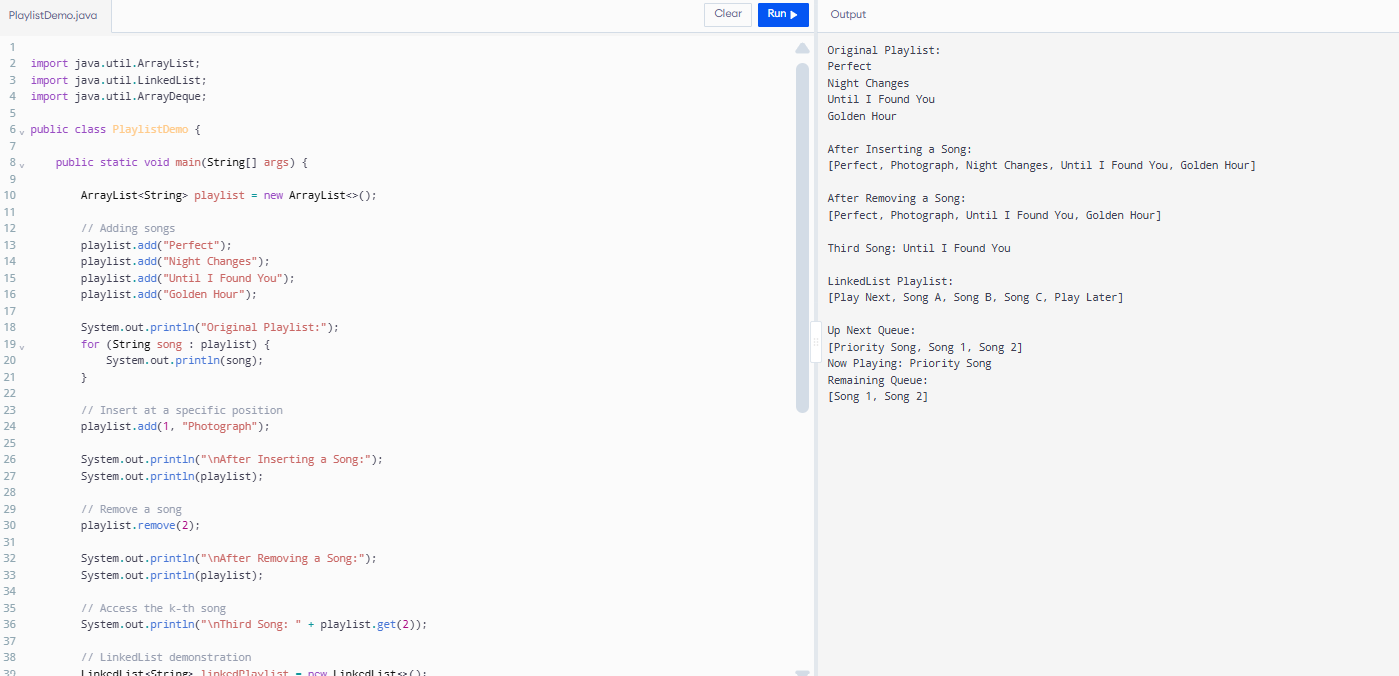 PlaylistDemo.java
Clear
Run
Output
1
2 import java.util.ArrayList;
3 import java.util.LinkedList;
4 import java.util.ArrayDeque;
5
6 public class PlaylistDemo {
7
8     public static void main(String[] args) {
9
10         ArrayList<String> playlist = new ArrayList<>();
11
12         // Adding songs
13         playlist.add("Perfect");
14         playlist.add("Night Changes");
15         playlist.add("Until I Found You");
16         playlist.add("Golden Hour");
17
18         System.out.println("Original Playlist:");
19         for (String song : playlist) {
20             System.out.println(song);
21         }
22
23         // Insert at a specific position
24         playlist.add(1, "Photograph");
25
26         System.out.println("\nAfter Inserting a Song:");
27         System.out.println(playlist);
28
29         // Remove a song
30         playlist.remove(2);
31
32         System.out.println("\nAfter Removing a Song:");
33         System.out.println(playlist);
34
35         // Access the k-th song
36         System.out.println("\nThird Song: " + playlist.get(2));
37
38         // LinkedList demonstration
39         LinkedList<String> linkedPlaylist = new LinkedList<>();
Original Playlist:
Perfect
Night Changes
Until I Found You
Golden Hour

After Inserting a Song:
[Perfect, Photograph, Night Changes, Until I Found You, Golden Hour]

After Removing a Song:
[Perfect, Photograph, Until I Found You, Golden Hour]

Third Song: Until I Found You

LinkedList Playlist:
[Play Next, Song A, Song B, Song C, Play Later]

Up Next Queue:
[Priority Song, Song 1, Song 2]
Now Playing: Priority Song
Remaining Queue:
[Song 1, Song 2]